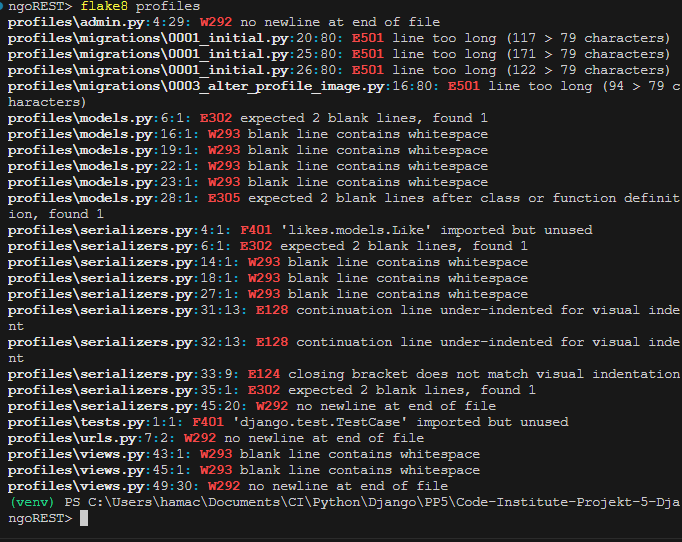 ngoREST> flake8 profiles
profiles\admin.py:4:29: W292 no newline at end of file
profiles\migrations\0001_initial.py:20:80: E501 line too long (117 > 79 characters)
profiles\migrations\0001_initial.py:25:80: E501 line too long (171 > 79 characters)
profiles\migrations\0001_initial.py:26:80: E501 line too long (122 > 79 characters)
profiles\migrations\0003_alter_profile_image.py:16:80: E501 line too long (94 > 79 c
haracters)
profiles\models.py:6:1: E302 expected 2 blank lines, found 1
profiles\models.py:16:1: W293 blank line contains whitespace
profiles\models.py:19:1: W293 blank line contains whitespace
profiles\models.py:22:1: W293 blank line contains whitespace
profiles\models.py:23:1: W293 blank line contains whitespace
profiles\models.py:28:1: E305 expected 2 blank lines after class or function definit
ion, found 1
profiles\serializers.py:4:1: F401 'likes.models.Like' imported but unused
profiles\serializers.py:6:1: E302 expected 2 blank lines, found 1
profiles\serializers.py:14:1: W293 blank line contains whitespace
profiles\serializers.py:18:1: W293 blank line contains whitespace
profiles\serializers.py:27:1: W293 blank line contains whitespace
profiles\serializers.py:31:13: E128 continuation line under-indented for visual inde
nt
profiles\serializers.py:32:13: E128 continuation line under-indented for visual inde
nt
profiles\serializers.py:33:9: E124 closing bracket does not match visual indentation
profiles\serializers.py:35:1: E302 expected 2 blank lines, found 1
profiles\serializers.py:45:20: W292 no newline at end of file
profiles\tests.py:1:1: F401 'django.test.TestCase' imported but unused
profiles\urls.py:7:2: W292 no newline at end of file
profiles\views.py:43:1: W293 blank line contains whitespace
profiles\views.py:45:1: W293 blank line contains whitespace
profiles\views.py:49:30: W292 no newline at end of file
(venv) PS C:\Users\hamac\Documents\CI\Python\Django\PP5\Code-Institute-Projekt-5-Dja
ngoREST>